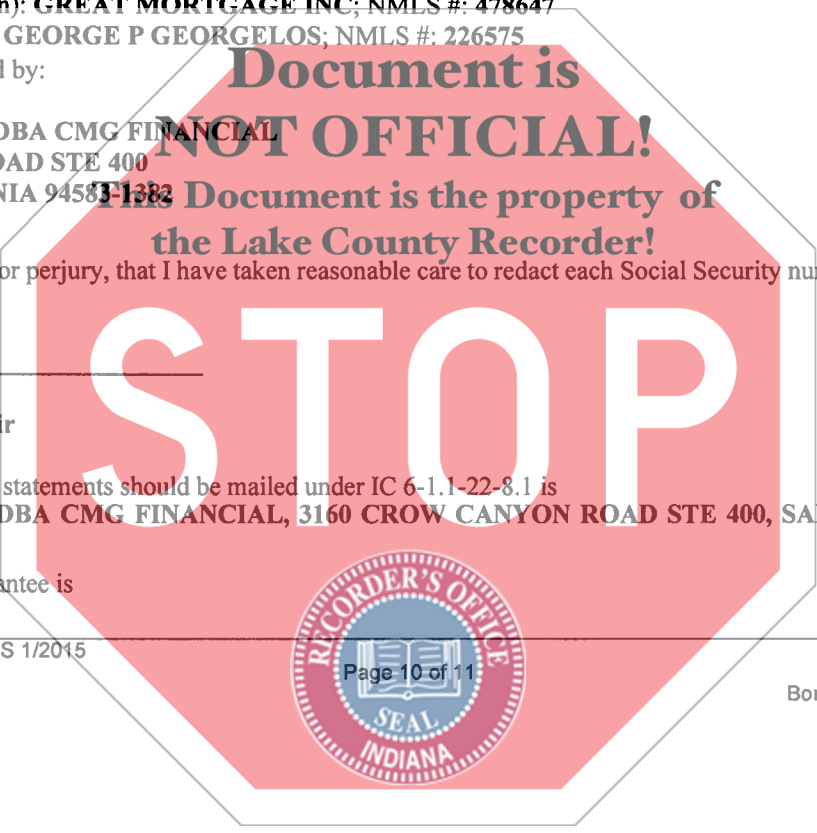 n): GREAT MORTGAGE INC; NMLS #: 478647
GEORGE P GEORGELOS; NMLS #: 226575
Document is
d by:
DBA CMG FINANCIAL
NOT OFFICIAL!
OAD STE 400
NIA 94583-1382
This Document is the property of
the Lake County Recorder!
or perjury, that I have taken reasonable care to redact each Social Security nu
STOP
ir
statements should be mailed under IC 6-1.1-22-8.1 is
DBA CMG FINANCIAL, 3160 CROW CANYON ROAD STE 400, SA
antee is
RECORDER'S OFFICE
S 1/2015
Page 10 of 11
Bor
SEAL
INDIANA